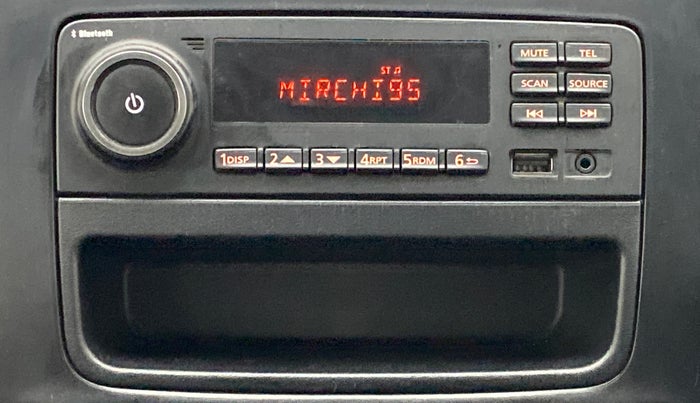 Bluetooth
ST
MIRCHI95
MUTE TEL
SCAN SOURCE
1DISP 2 3 4RPT 5RDM 6